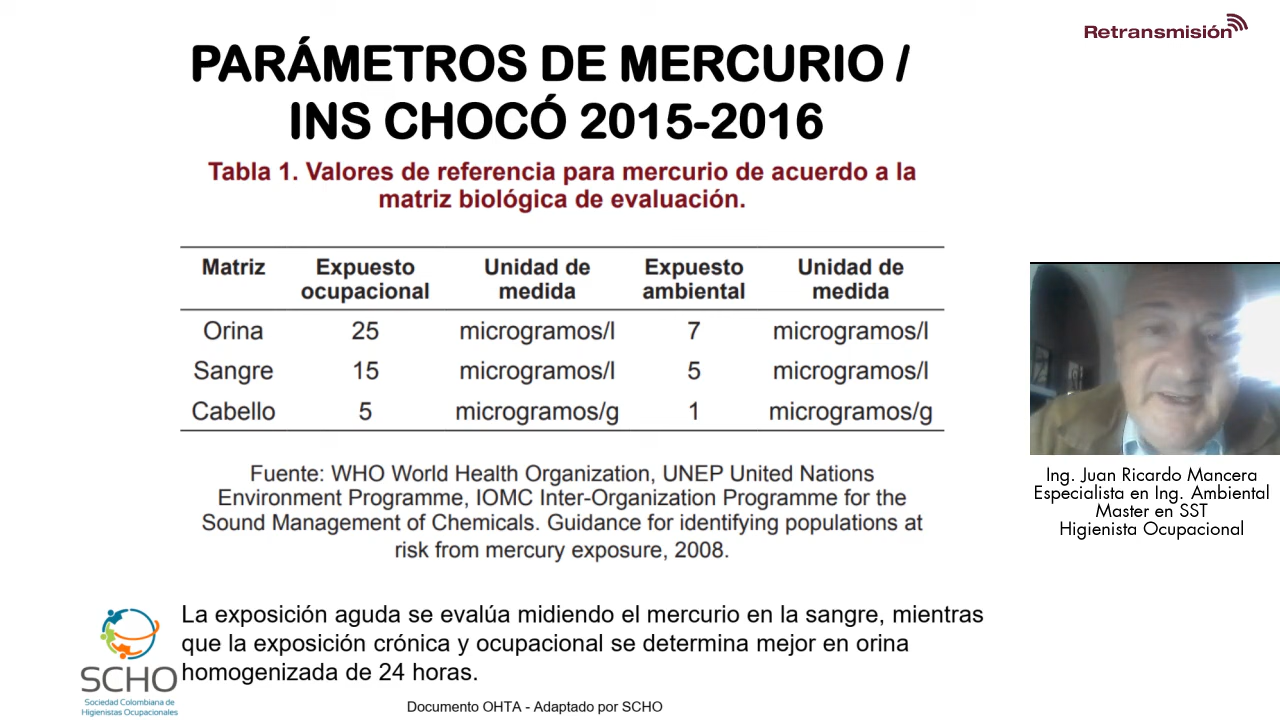 Retransmisión
PARÁMETROS DE MERCURIO /
INS CHOCÓ 2015-2016
Tabla 1. Valores de referencia para mercurio de acuerdo a la
matriz biológica de evaluación.
Matriz Expuesto ocupacional Unidad de medida Expuesto ambiental Unidad de medida
Orina 25 microgramos/l 7 microgramos/l
Sangre 15 microgramos/l 5 microgramos/l
Cabello 5 microgramos/g 1 microgramos/g
Fuente: WHO World Health Organization, UNEP United Nations
Environment Programme, IOMC Inter-Organization Programme for the
Sound Management of Chemicals. Guidance for identifying populations at
risk from mercury exposure, 2008.
Ing. Juan Ricardo Mancera
Especialista en Ing. Ambiental
Master en SST
Higienista Ocupacional
La exposición aguda se evalúa midiendo el mercurio en la sangre, mientras
que la exposición crónica y ocupacional se determina mejor en orina
homogenizada de 24 horas.
SCHO
Sociedad Colombiana de
Higienistas Ocupacionales
Documento OHTA - Adaptado por SCHO